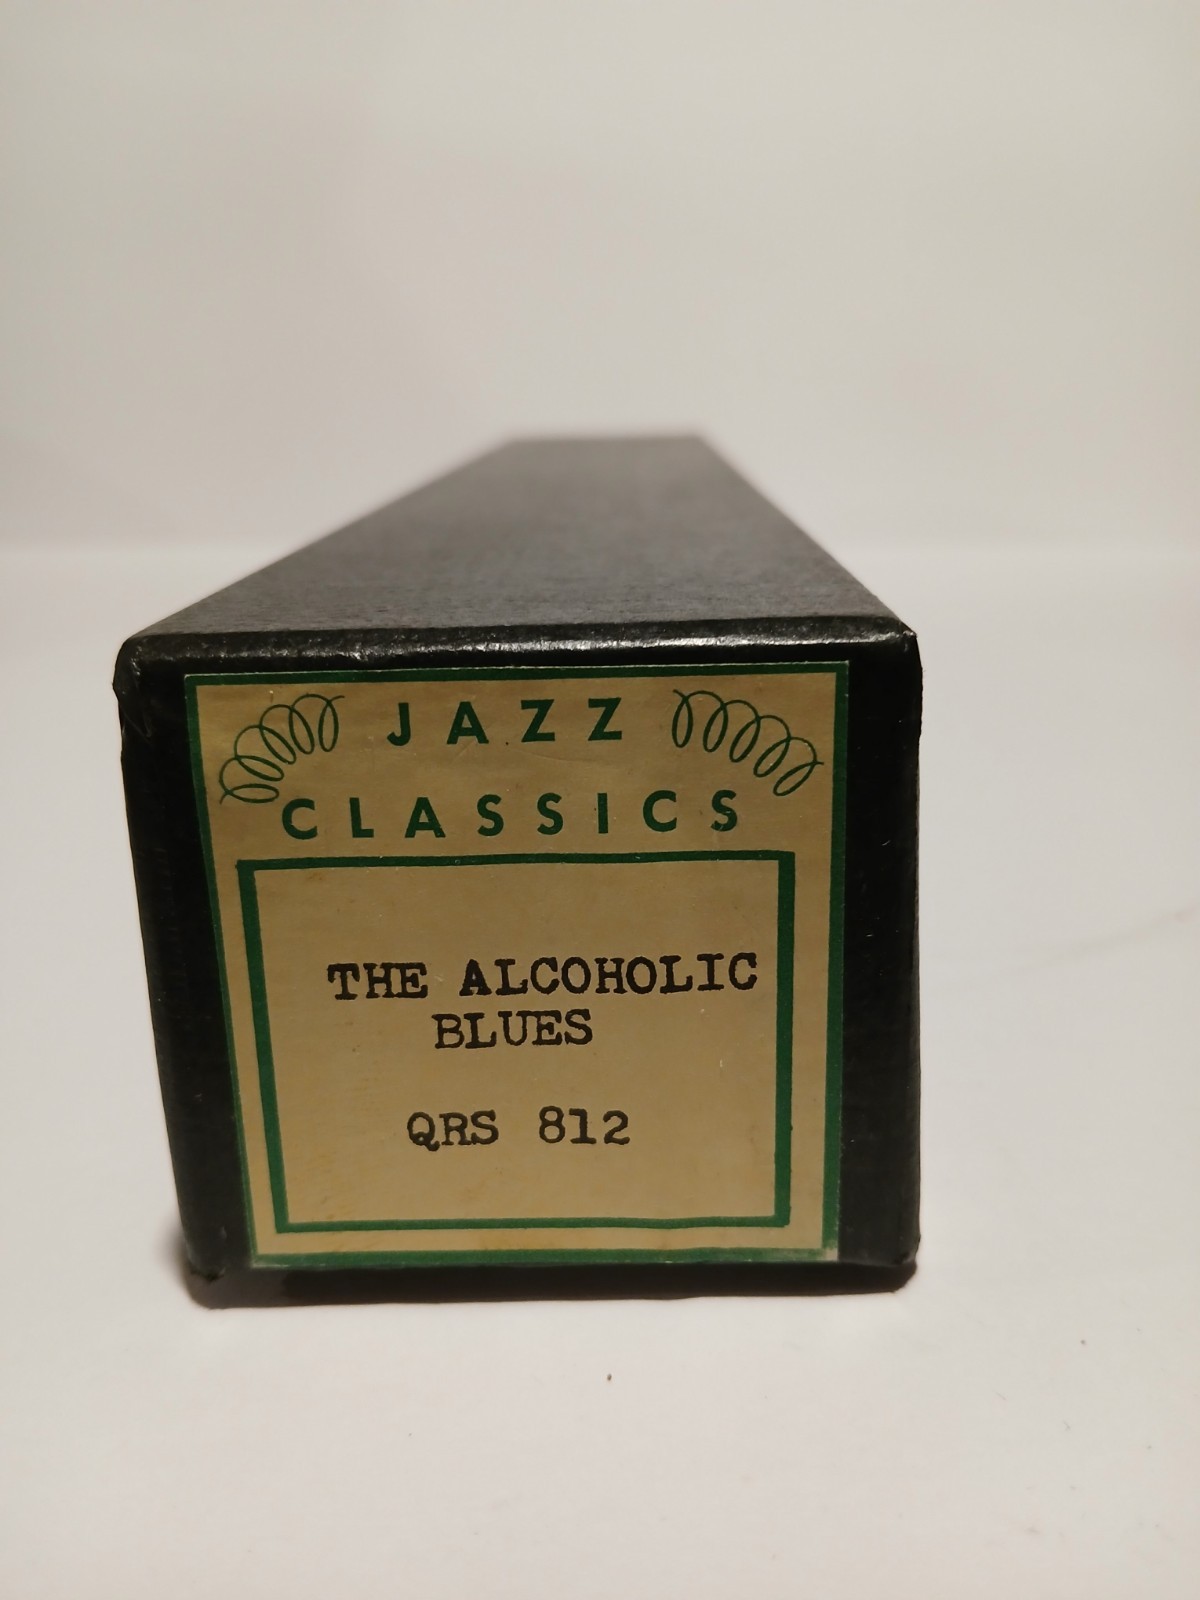 JAZZ
CLASSICS
THE ALCOHOLIC
BLUES
QRS 812